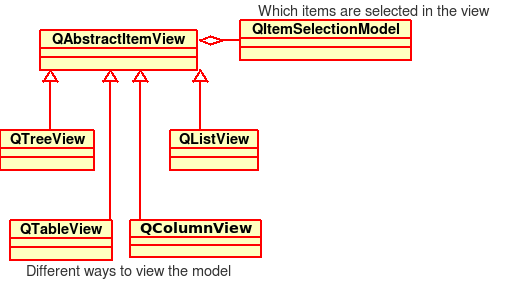 Which items are selected in the view
QAbstractItemView
QItemSelectionModel
QTreeView
QListView
QTableView
QColumnView
Different ways to view the model